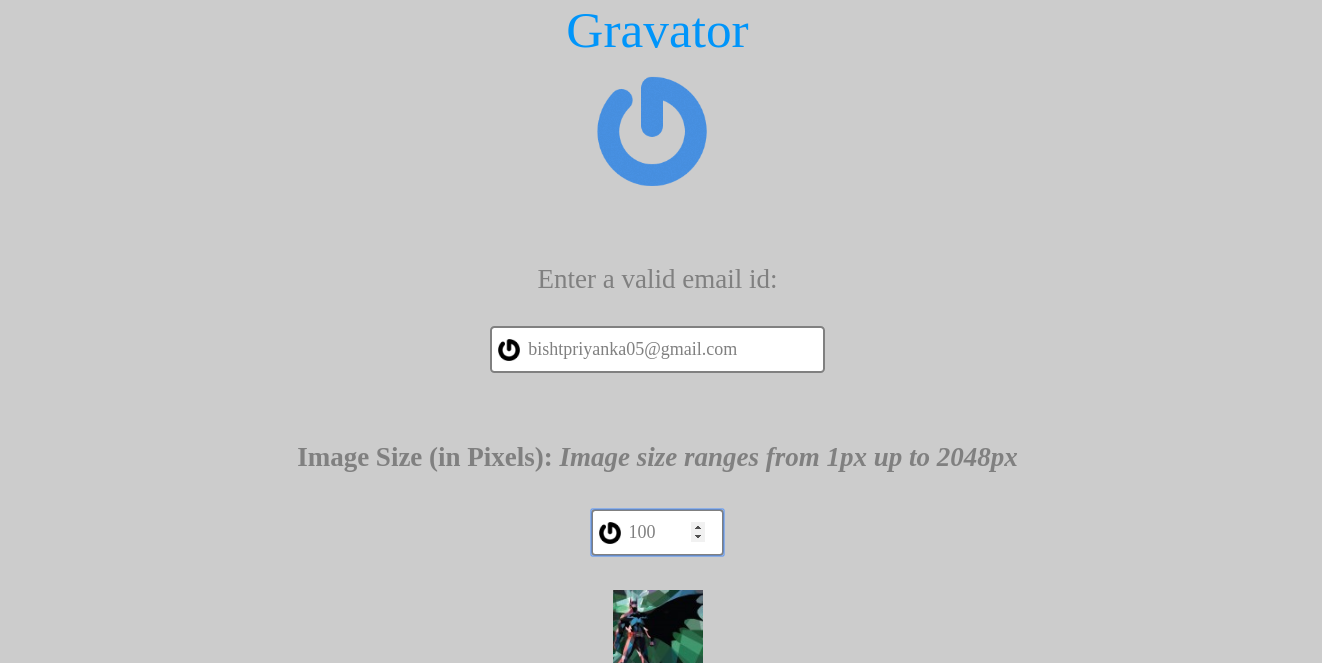 Gravator
Enter a valid email id:
bishtpriyanka05@gmail.com
Image Size (in Pixels): Image size ranges from 1px up to 2048px
100